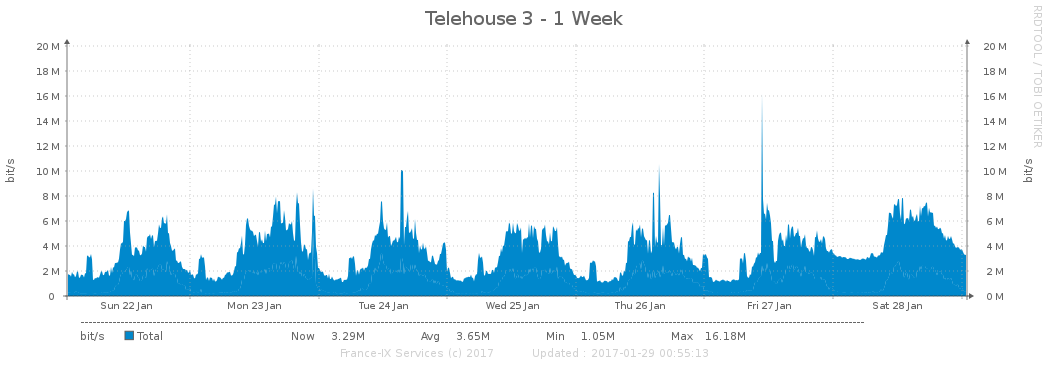 Telehouse 3 - 1 Week
RRDTOOL / TOBI OETIKER
20 M 20 M
18 M 18 M
16 M 16 M
14 M 14 M
12 M 12 M
10 M 10 M
8 M 8 M
6 M 6 M
4 M 4 M
2 M 2 M
0 0 M
bit/s
bit/s
Sun 22 Jan Mon 23 Jan Tue 24 Jan Wed 25 Jan Thu 26 Jan Fri 27 Jan Sat 28 Jan
bit/s Total Now 3.29M Avg 3.65M Min 1.05M Max 16.18M
France-IX Services (c) 2017 Updated : 2017-01-29 00:55:13